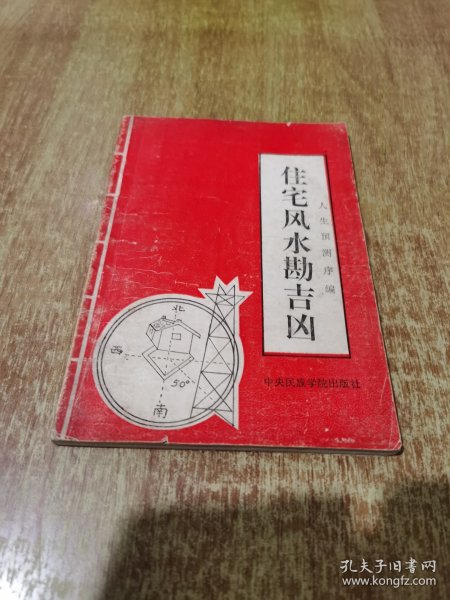 住宅风水勘吉凶
人生预测序编
北
西
50°
南
中央民族学院出版社
孔夫子旧书网
www.kongfz.com